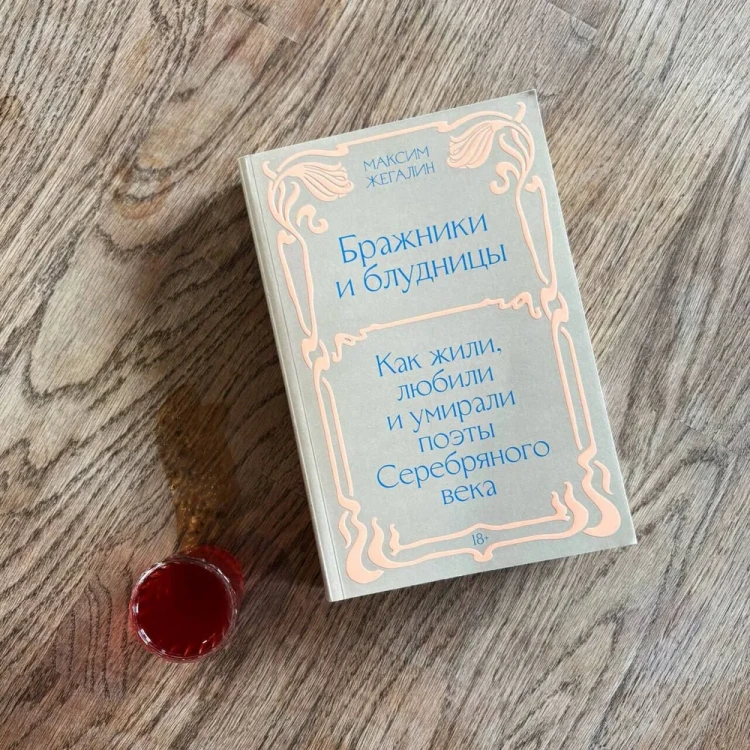 МАКСИМ
ЖЕГАЛИН
Бражники
и блудницы
Как жили,
любили
и умирали
поэты
Серебряного
века
18+